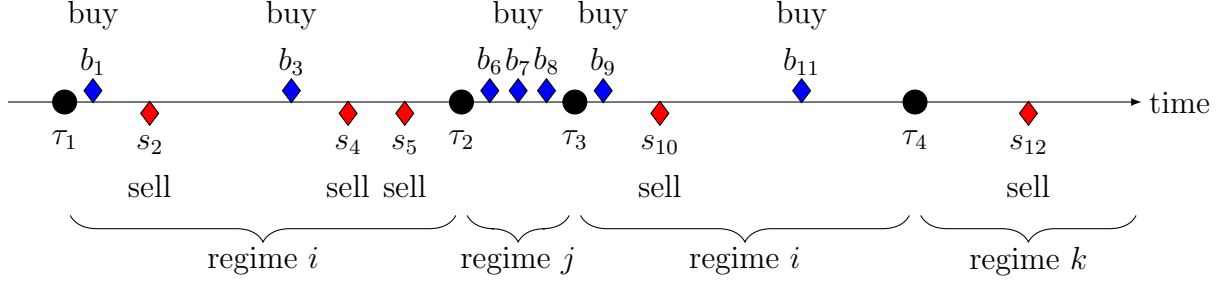 buy buy buy buy buy
b₁ b₃ b₆ b₇ b₈ b₉ b₁₁
time
τ₁ s₂ s₄ s₅ τ₂ τ₃ s₁₀ τ₄ s₁₂
sell sell sell sell sell
regime i regime j regime i regime k